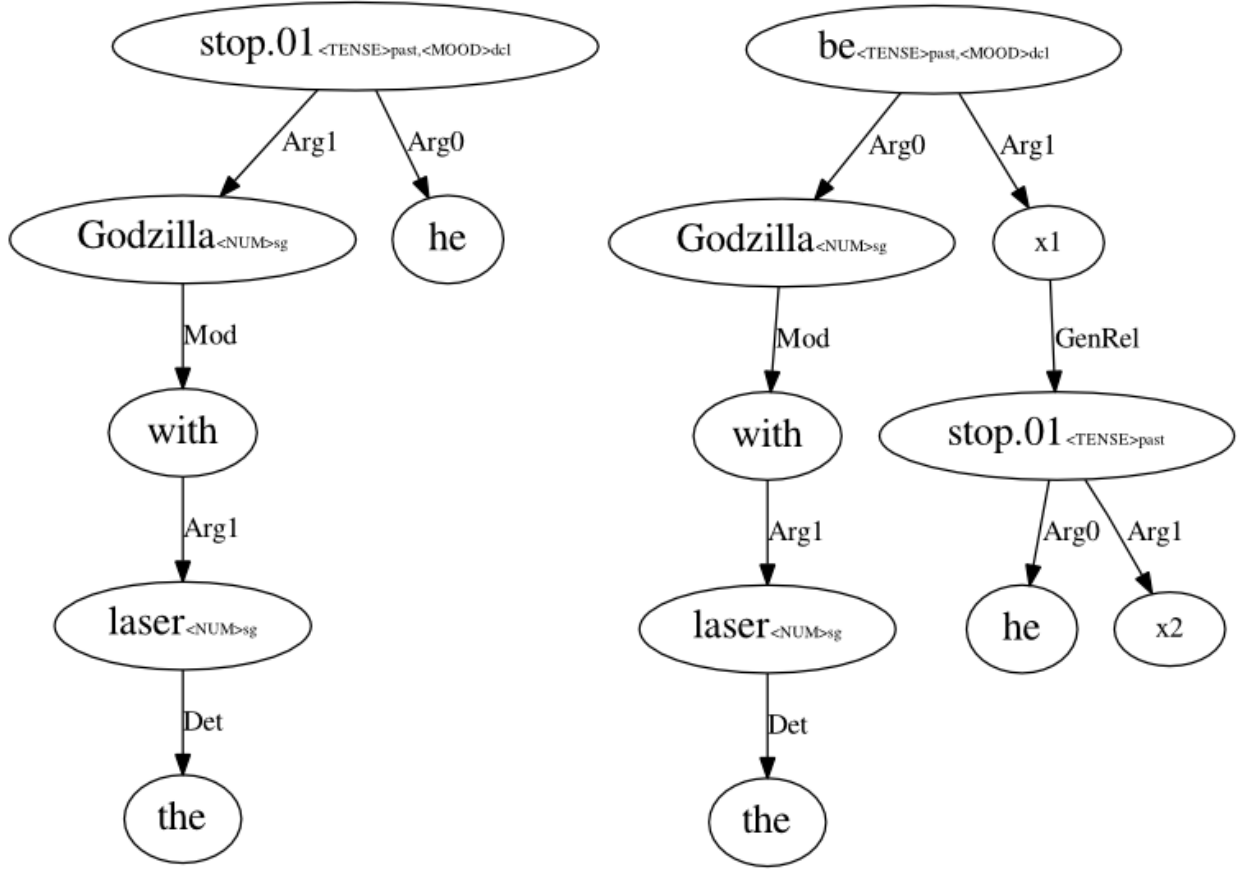 stop.01<TENSE>past,<MOOD>dcl
Arg1
Arg0
Godzilla<NUM>sg
he
Mod
with
Arg1
laser<NUM>sg
Det
the
be<TENSE>past,<MOOD>dcl
Arg0
Arg1
Godzilla<NUM>sg
x1
Mod
GenRel
with
stop.01<TENSE>past
Arg1
Arg0
Arg1
laser<NUM>sg
he
x2
Det
the